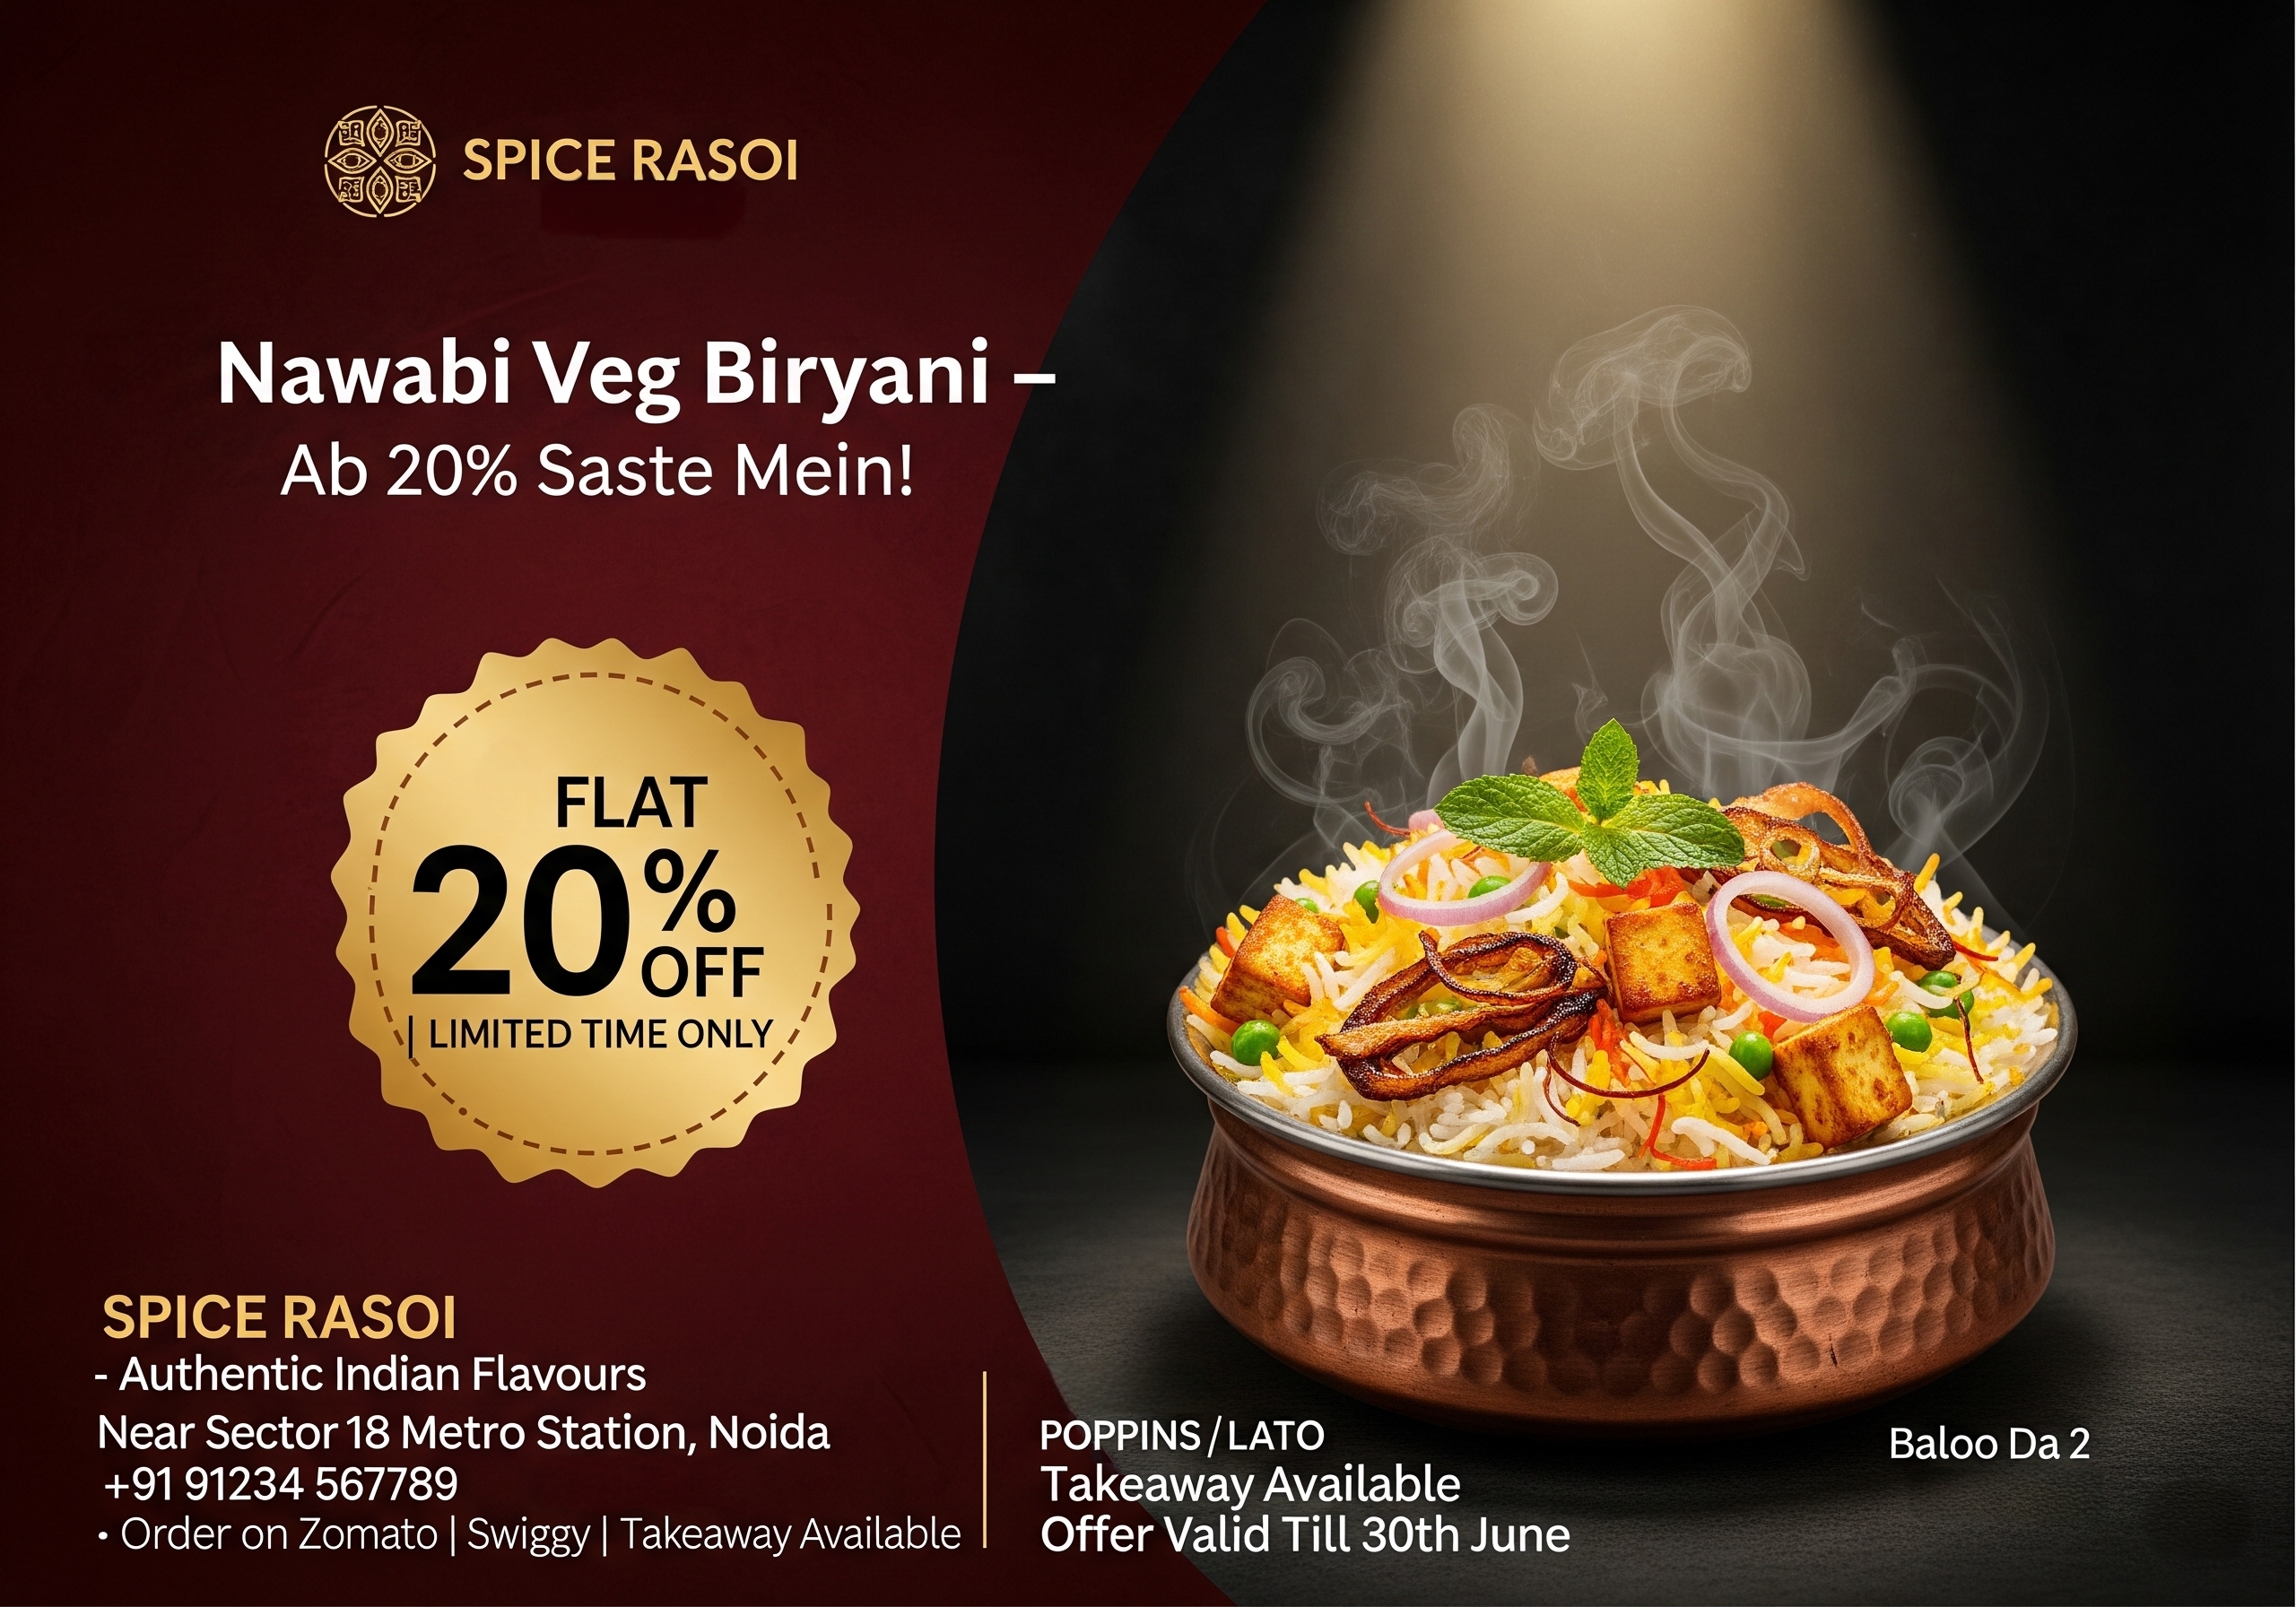 SPICE RASOI
Nawabi Veg Biryani –
Ab 20% Saste Mein!
FLAT
20%
OFF
| LIMITED TIME ONLY
SPICE RASOI
- Authentic Indian Flavours
Near Sector 18 Metro Station, Noida
+91 91234 567789
• Order on Zomato | Swiggy | Takeaway Available
POPPINS / LATO
Takeaway Available
Offer Valid Till 30th June
Baloo Da 2